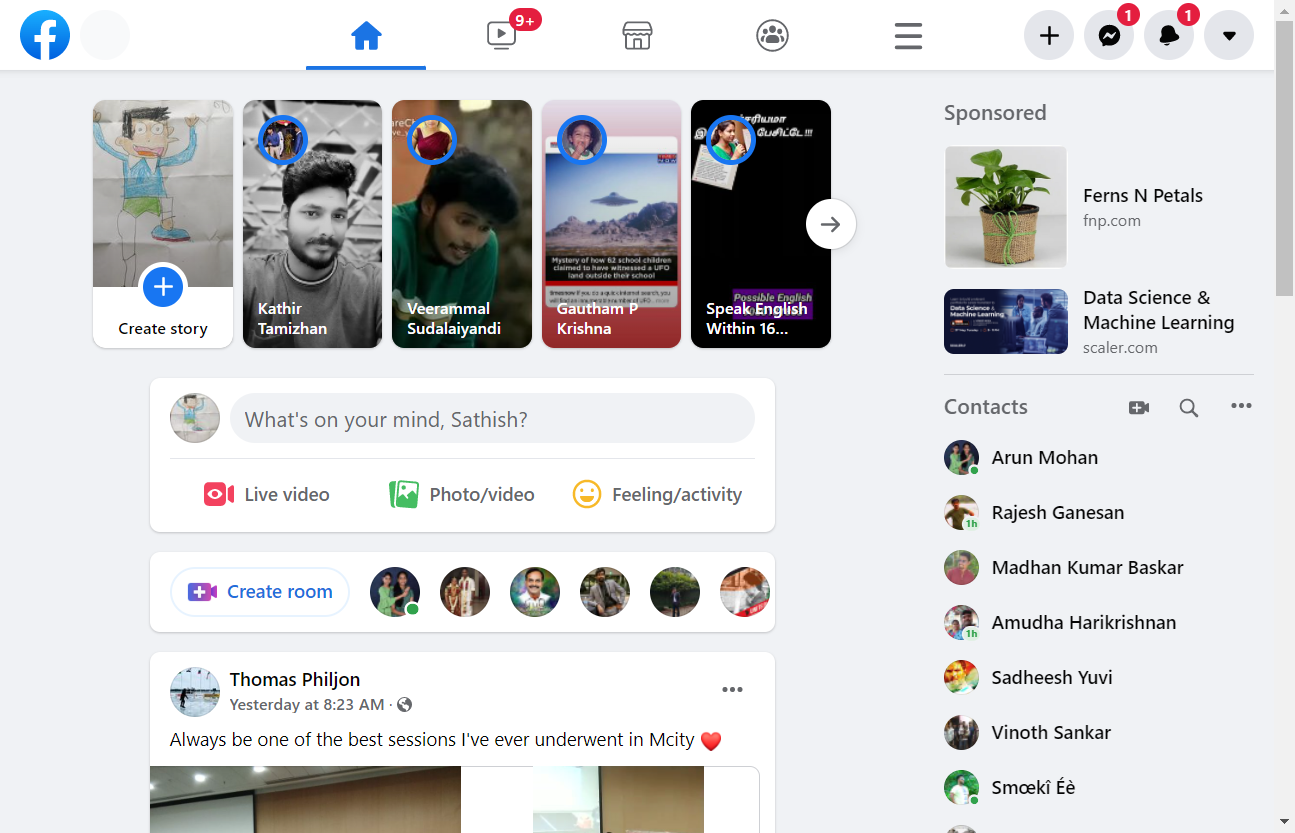 9+
1
1
Create story
Kathir
Tamizhan
Veerammal
Sudalaiyandi
Mystery of how 62 school children
claimed to have witnessed a UFO
land outside their school
Gautham P
Krishna
Possible English
Speak English
Within 16...
Sponsored
Ferns N Petals
fnp.com
Data Science &
Machine Learning
Data Science &
Machine Learning
scaler.com
What's on your mind, Sathish?
Live video
Photo/video
Feeling/activity
Create room
Contacts
Arun Mohan
Rajesh Ganesan
1h
Madhan Kumar Baskar
Amudha Harikrishnan
1h
Sadheesh Yuvi
Vinoth Sankar
Smœkî Éè
Thomas Philjon
Yesterday at 8:23 AM ·
Always be one of the best sessions I've ever underwent in Mcity ❤️